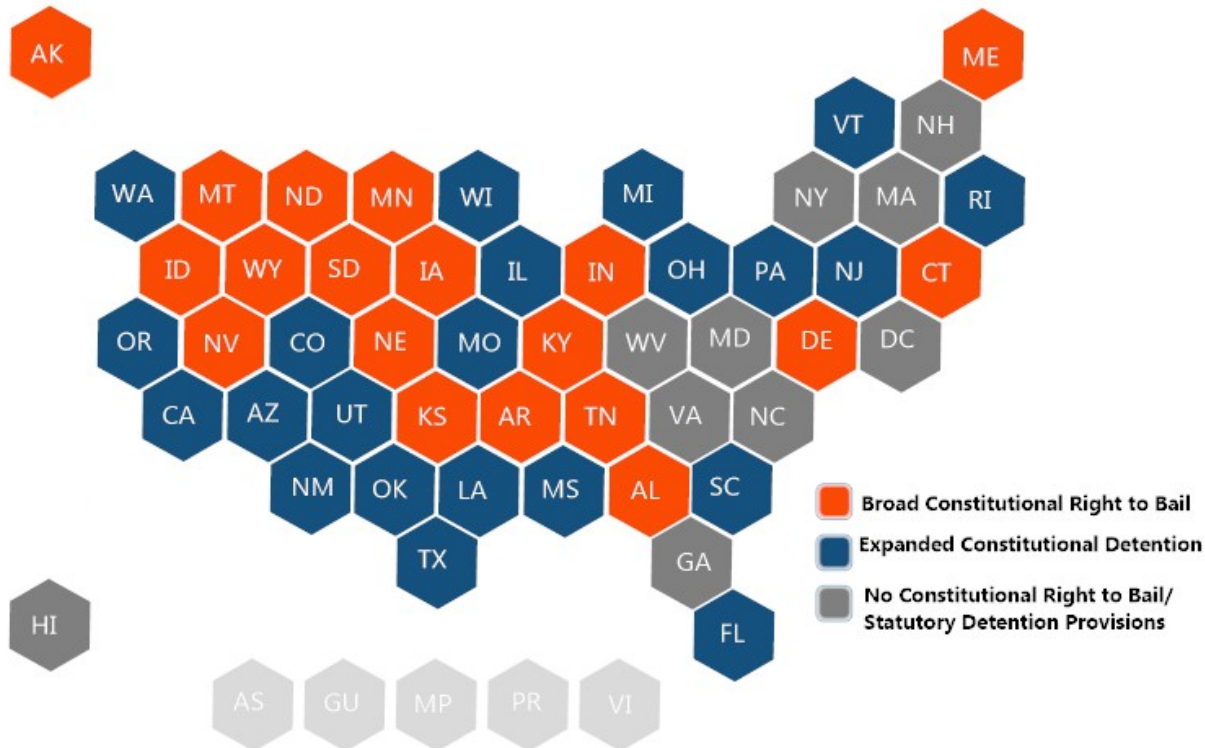 AK
ME
VT
NH
WA
MT
ND
MN
WI
MI
NY
MA
RI
ID
WY
SD
IA
IL
IN
OH
PA
NJ
CT
OR
NV
CO
NE
MO
KY
WV
MD
DE
DC
CA
AZ
UT
KS
AR
TN
VA
NC
NM
OK
LA
MS
AL
SC
TX
GA
HI
FL
AS
GU
MP
PR
VI
Broad Constitutional Right to Bail
Expanded Constitutional Detention
No Constitutional Right to Bail/
Statutory Detention Provisions